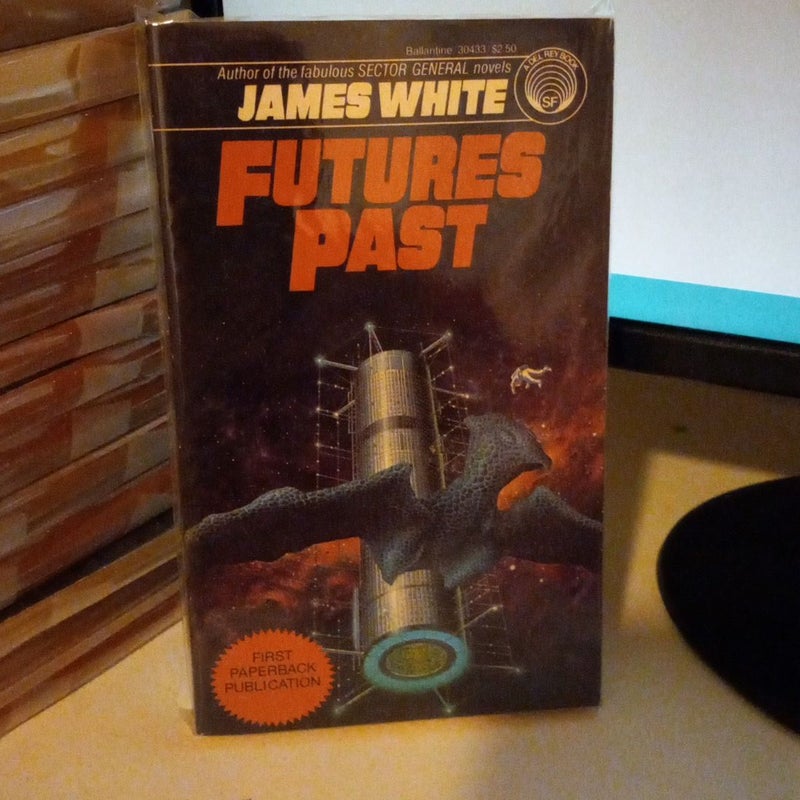 Ballantine 30433/$2.50
Author of the fabulous SECTOR GENERAL novels
JAMES WHITE
A DEL REY BOOK
SF
FUTURES
PAST
FIRST
PAPERBACK
PUBLICATION